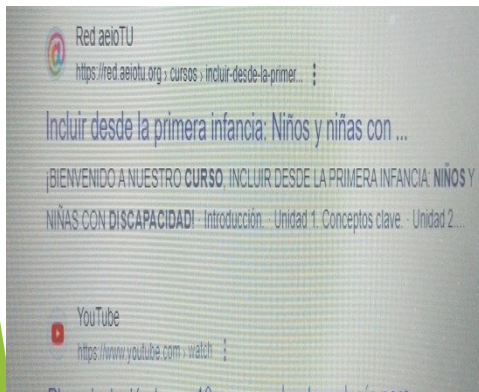 Red aeioTU
https://red.aeiotu.org › cursos › incluir-desde-la-primer...
Incluir desde la primera infancia: Niños y niñas con ...
¡BIENVENIDO A NUESTRO CURSO, INCLUIR DESDE LA PRIMERA INFANCIA: NIÑOS Y
NIÑAS CON DISCAPACIDAD! · Introducción. · Unidad 1. Conceptos clave. · Unidad 2....
YouTube
https://www.youtube.com › watch